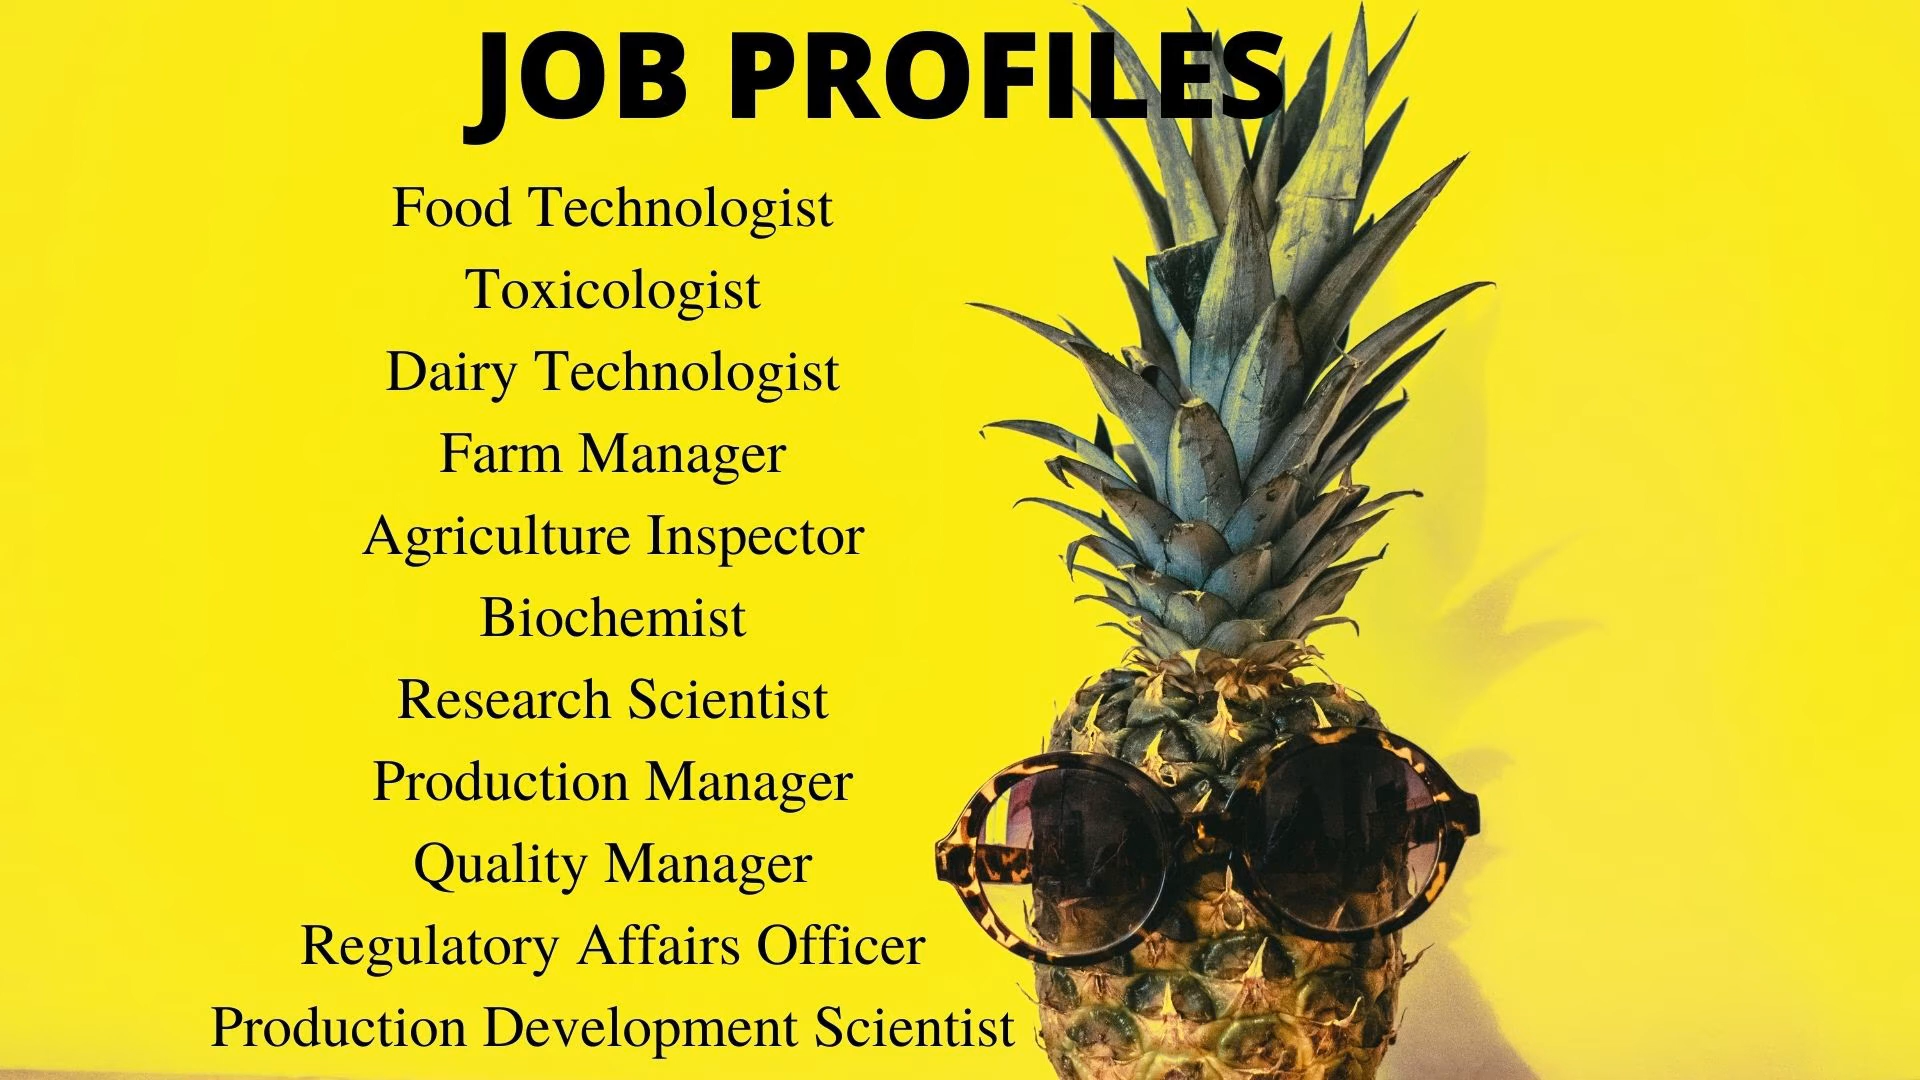 JOB PROFILES
Food Technologist
Toxicologist
Dairy Technologist
Farm Manager
Agriculture Inspector
Biochemist
Research Scientist
Production Manager
Quality Manager
Regulatory Affairs Officer
Production Development Scientist